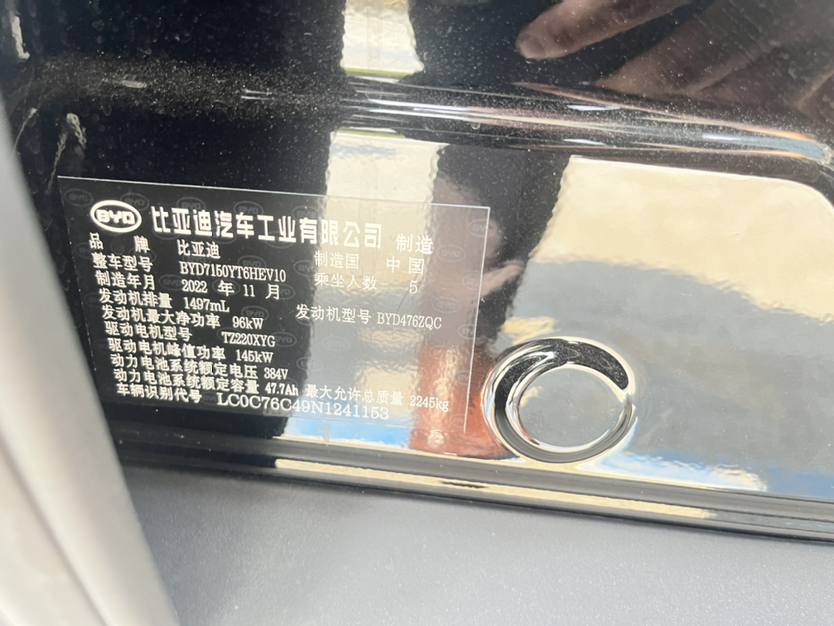 BYD 比亚迪汽车工业有限公司 制造
品 牌 比亚迪 制造国 中国
整车型号 BYD7150YT6HEV10 乘坐人数 5
制造年月 2022 年 11 月
发动机排量 1497mL 发动机型号 BYD476ZQC
发动机最大净功率 96kW
驱动电机型号 TZ220XYG
驱动电机峰值功率 145kW
动力电池系统额定电压 384V
动力电池系统额定容量 47.7Ah 最大允许总质量 2245kg
车辆识别代号 LC0C76C49N1241153